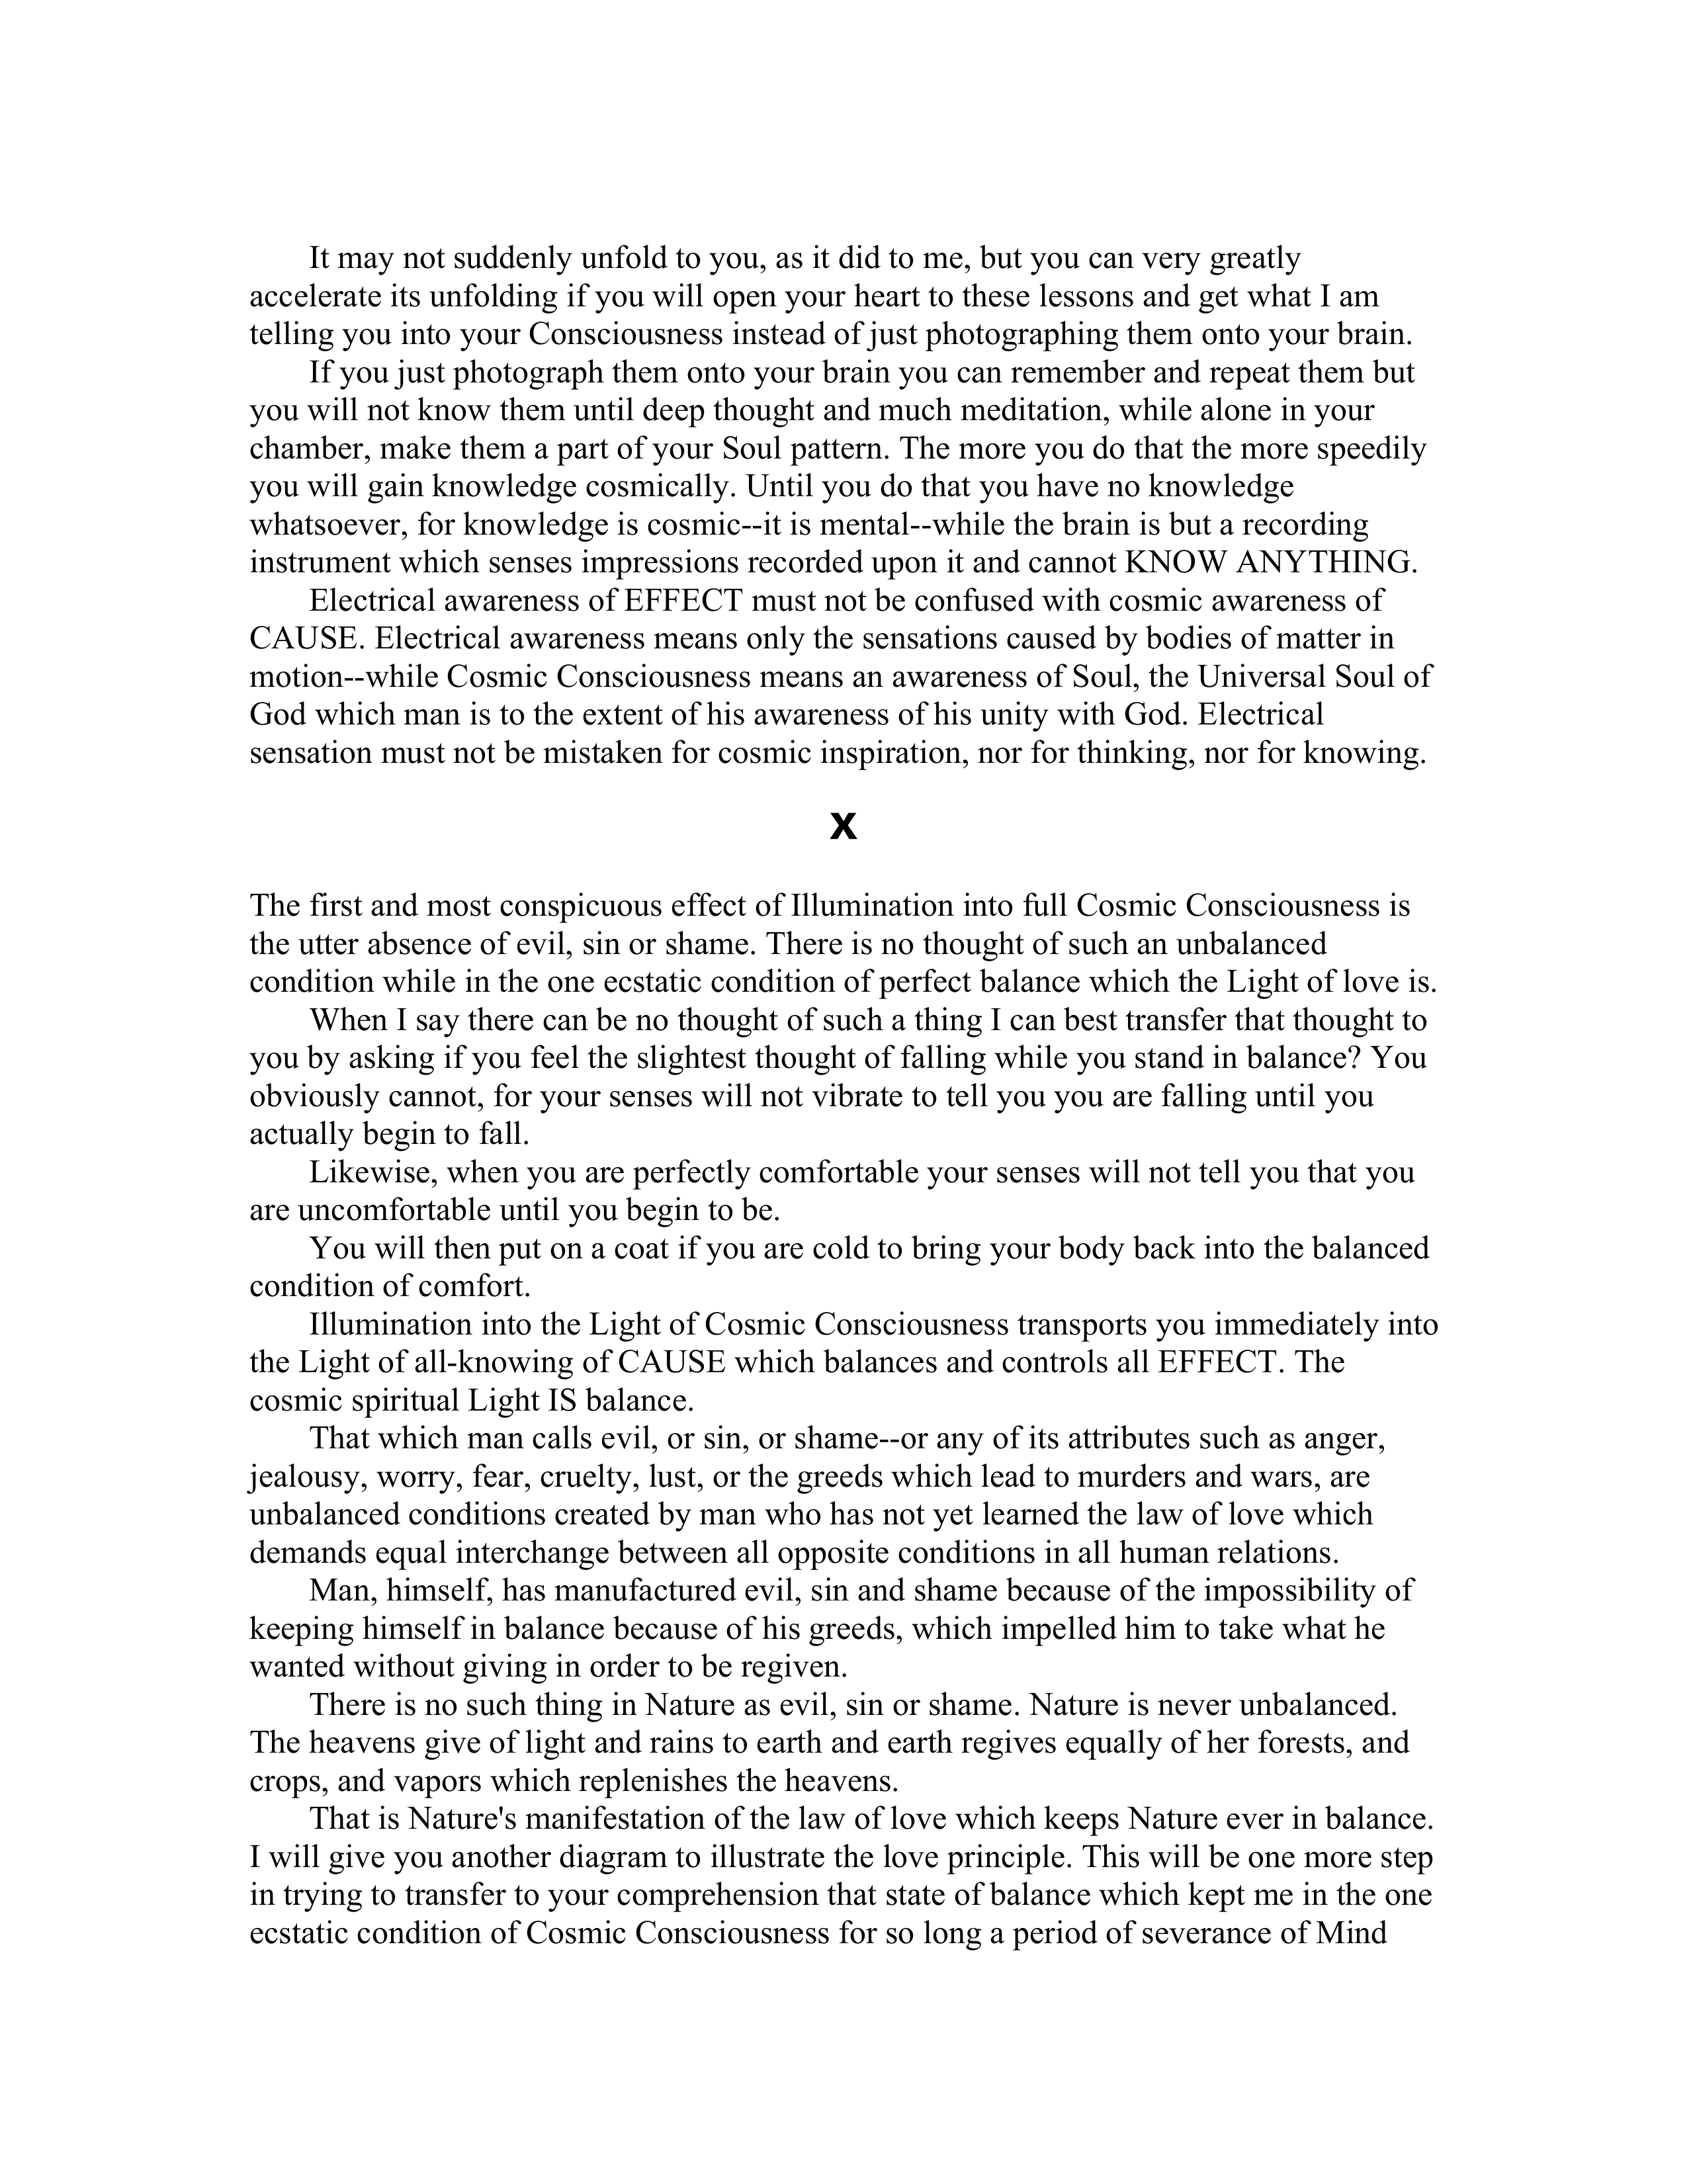 It may not suddenly unfold to you, as it did to me, but you can very greatly
accelerate its unfolding if you will open your heart to these lessons and get what I am
telling you into your Consciousness instead of just photographing them onto your brain.
If you just photograph them onto your brain you can remember and repeat them but
you will not know them until deep thought and much meditation, while alone in your
chamber, make them a part of your Soul pattern. The more you do that the more speedily
you will gain knowledge cosmically. Until you do that you have no knowledge
whatsoever, for knowledge is cosmic--it is mental--while the brain is but a recording
instrument which senses impressions recorded upon it and cannot KNOW ANYTHING.
Electrical awareness of EFFECT must not be confused with cosmic awareness of
CAUSE. Electrical awareness means only the sensations caused by bodies of matter in
motion--while Cosmic Consciousness means an awareness of Soul, the Universal Soul of
God which man is to the extent of his awareness of his unity with God. Electrical
sensation must not be mistaken for cosmic inspiration, nor for thinking, nor for knowing.
X
The first and most conspicuous effect of Illumination into full Cosmic Consciousness is
the utter absence of evil, sin or shame. There is no thought of such an unbalanced
condition while in the one ecstatic condition of perfect balance which the Light of love is.
When I say there can be no thought of such a thing I can best transfer that thought to
you by asking if you feel the slightest thought of falling while you stand in balance? You
obviously cannot, for your senses will not vibrate to tell you you are falling until you
actually begin to fall.
Likewise, when you are perfectly comfortable your senses will not tell you that you
are uncomfortable until you begin to be.
You will then put on a coat if you are cold to bring your body back into the balanced
condition of comfort.
Illumination into the Light of Cosmic Consciousness transports you immediately into
the Light of all-knowing of CAUSE which balances and controls all EFFECT. The
cosmic spiritual Light IS balance.
That which man calls evil, or sin, or shame--or any of its attributes such as anger,
jealousy, worry, fear, cruelty, lust, or the greeds which lead to murders and wars, are
unbalanced conditions created by man who has not yet learned the law of love which
demands equal interchange between all opposite conditions in all human relations.
Man, himself, has manufactured evil, sin and shame because of the impossibility of
keeping himself in balance because of his greeds, which impelled him to take what he
wanted without giving in order to be regiven.
There is no such thing in Nature as evil, sin or shame. Nature is never unbalanced.
The heavens give of light and rains to earth and earth regives equally of her forests, and
crops, and vapors which replenishes the heavens.
That is Nature's manifestation of the law of love which keeps Nature ever in balance.
I will give you another diagram to illustrate the love principle. This will be one more step
in trying to transfer to your comprehension that state of balance which kept me in the one
ecstatic condition of Cosmic Consciousness for so long a period of severance of Mind